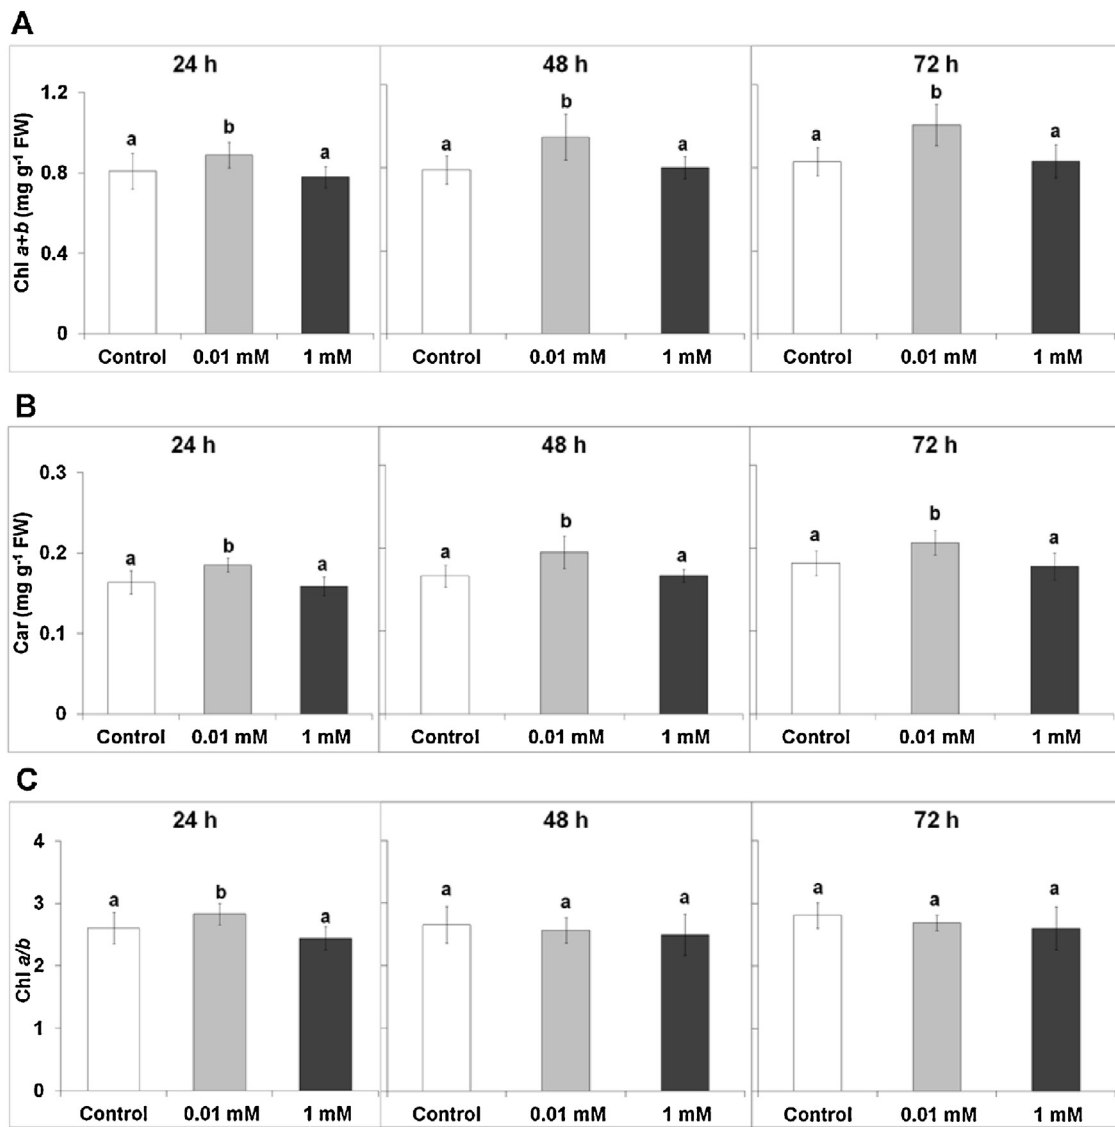 A
24 h 48 h 72 h
Chl a+b (mg g⁻¹ FW)
1.2
0.8
0.4
0
a b a a b a a b a
Control 0.01 mM 1 mM Control 0.01 mM 1 mM Control 0.01 mM 1 mM
B
24 h 48 h 72 h
Car (mg g⁻¹ FW)
0.3
0.2
0.1
0
a b a a b a a b a
Control 0.01 mM 1 mM Control 0.01 mM 1 mM Control 0.01 mM 1 mM
C
24 h 48 h 72 h
Chl a/b
4
3
2
1
0
a b a a a a a a a
Control 0.01 mM 1 mM Control 0.01 mM 1 mM Control 0.01 mM 1 mM